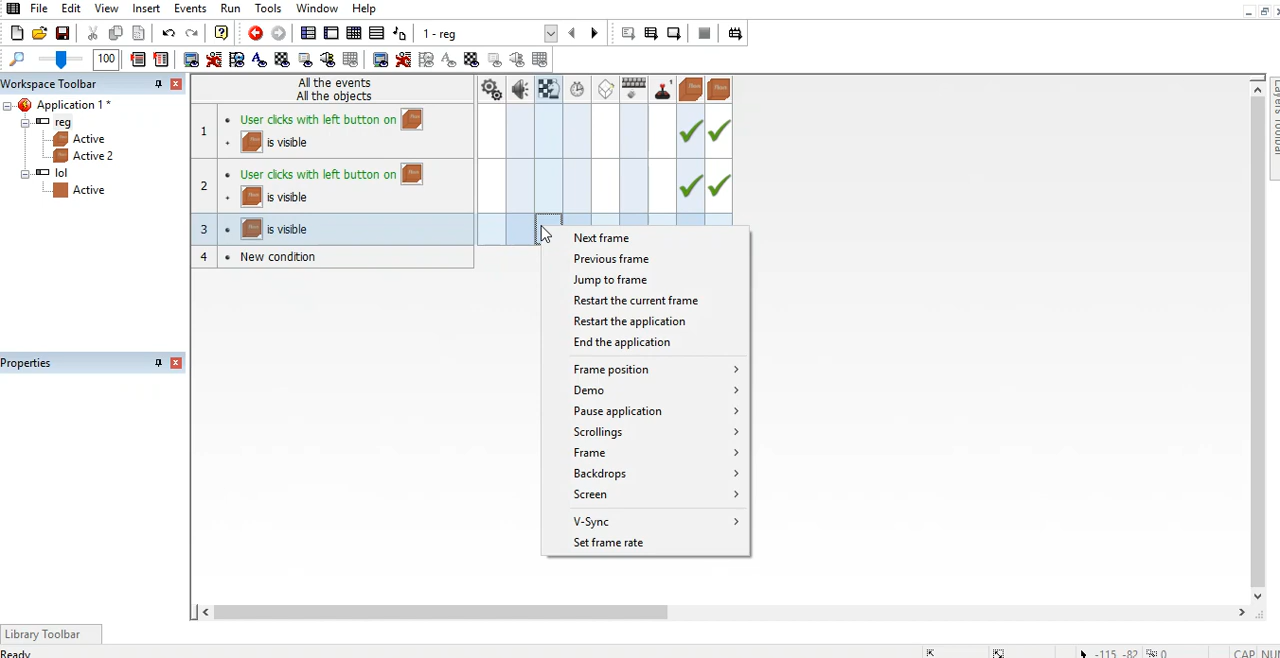 File Edit View Insert Events Run Tools Window Help
1 - reg
100
Workspace Toolbar
All the events
All the objects
Application 1 *
reg
Active
Active 2
lol
Active
1 • User clicks with left button on
is visible
2 • User clicks with left button on
is visible
3 • is visible
4 • New condition
Next frame
Previous frame
Jump to frame
Restart the current frame
Restart the application
End the application
Frame position
Demo
Pause application
Scrollings
Frame
Backdrops
Screen
V-Sync
Set frame rate
Properties
Layers Toolbar
Library Toolbar
Ready
-115, -82
0
CAP